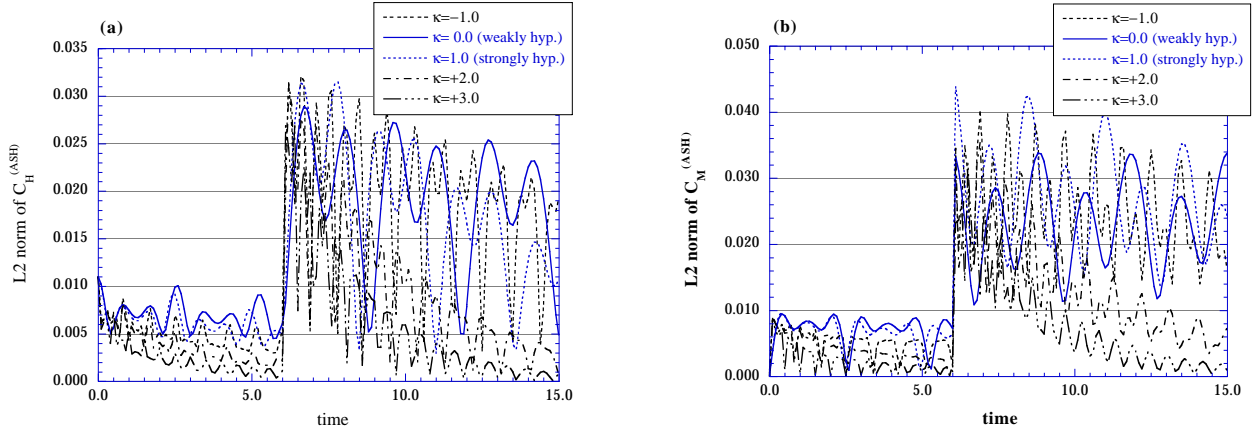 (a)
κ=−1.0
κ= 0.0 (weakly hyp.)
κ=1.0 (strongly hyp.)
κ=+2.0
κ=+3.0
0.035
0.030
0.025
0.020
0.015
0.010
0.005
0.000
L2 norm of C_H^(ASH)
0.0
5.0
10.0
15.0
time
(b)
κ=−1.0
κ=0.0 (weakly hyp.)
κ=1.0 (strongly hyp.)
κ=+2.0
κ=+3.0
0.050
0.040
0.030
0.020
0.010
0.000
L2 norm of C_M^(ASH)
0.0
5.0
10.0
15.0
time